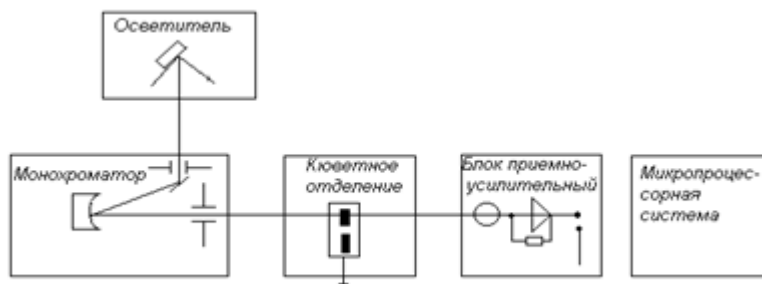 Осветитель
Монохроматор
Кюветное
отделение
Блок приемно-
усилительный
Микропроцес-
сорная
система